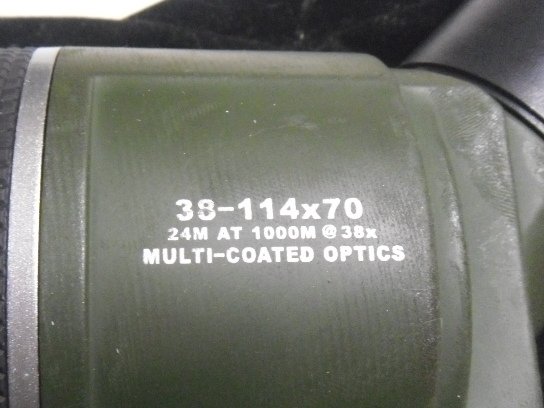 38-114x70
24M AT 1000M @ 38x
MULTI-COATED OPTICS